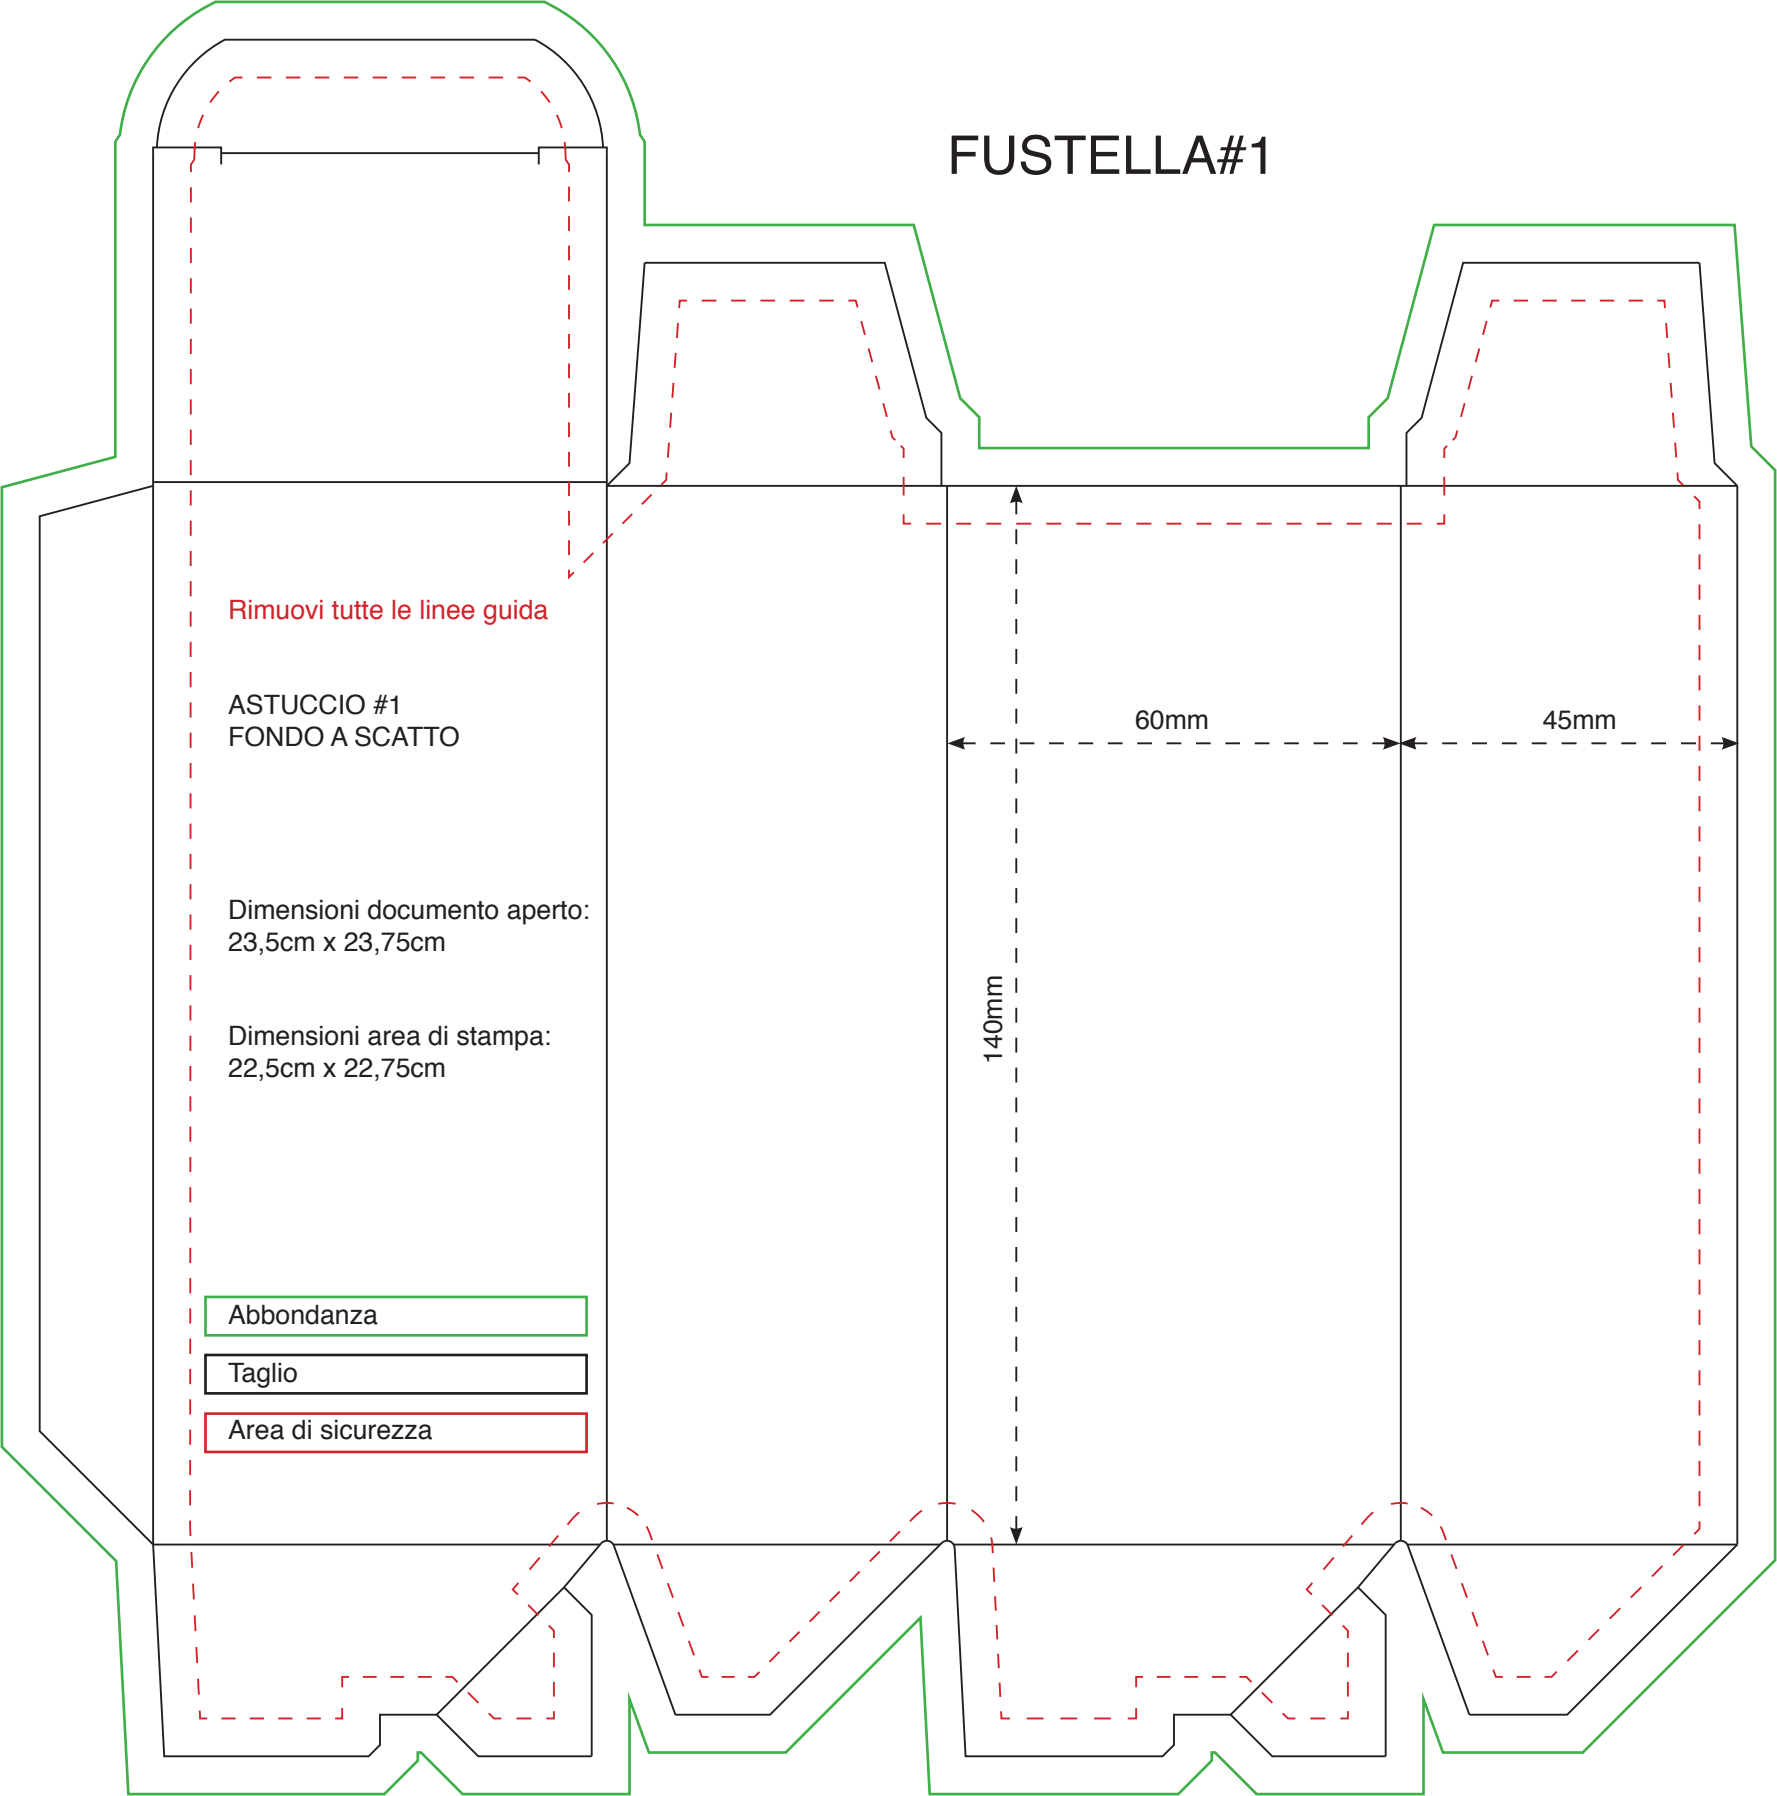 FUSTELLA#1
Rimuovi tutte le linee guida
ASTUCCIO #1
FONDO A SCATTO
60mm
45mm
Dimensioni documento aperto:
23,5cm x 23,75cm
140mm
Dimensioni area di stampa:
22,5cm x 22,75cm
Abbondanza
Taglio
Area di sicurezza